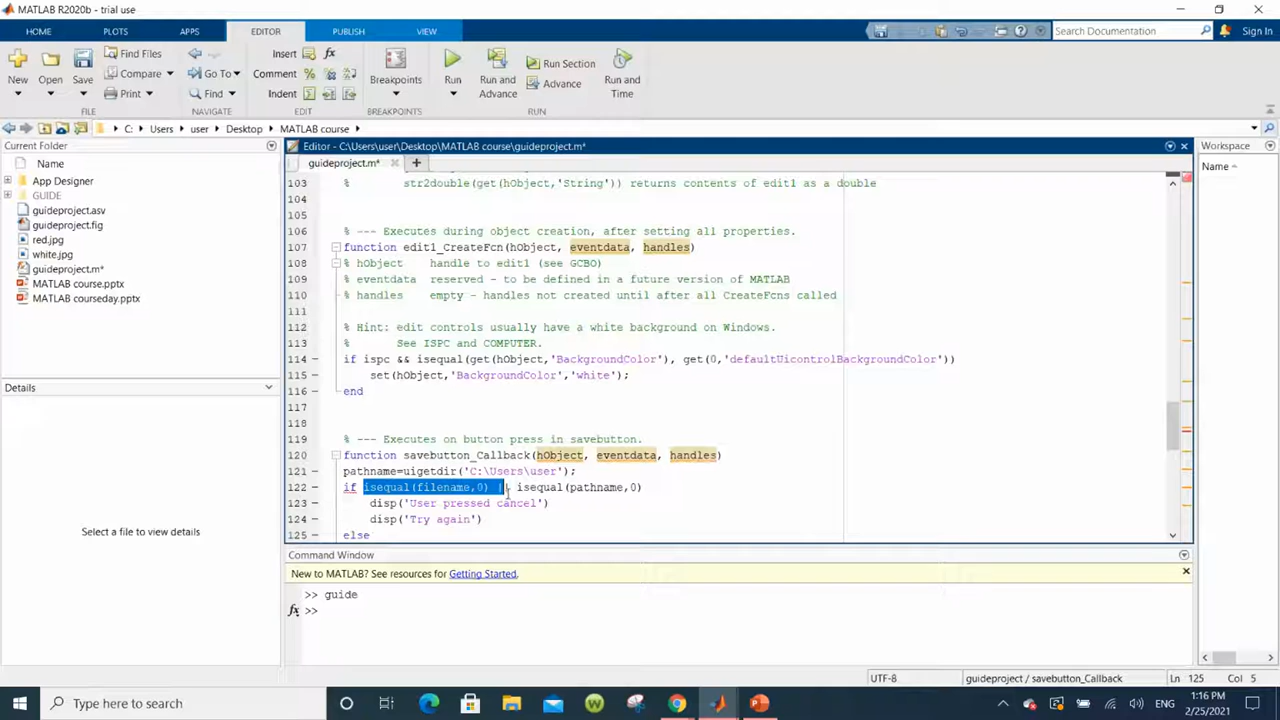 MATLAB R2020b - trial use
HOME PLOTS APPS EDITOR PUBLISH VIEW Search Documentation Sign In
New Open Save Find Files Compare Print Go To Find Insert fx Comment Indent Breakpoints Run Run and Advance Run Section Advance Run and Time
FILE NAVIGATE EDIT BREAKPOINTS RUN
C: Users user Desktop MATLAB course
Current Folder
Name
App Designer
GUIDE
guideproject.asv
guideproject.fig
red.jpg
white.jpg
guideproject.m*
MATLAB course.pptx
MATLAB courseday.pptx
Details
Select a file to view details
Editor - C:\Users\user\Desktop\MATLAB course\guideproject.m*
guideproject.m*
103 % str2double(get(hObject,'String')) returns contents of edit1 as a double
104
105
106 % --- Executes during object creation, after setting all properties.
107 function edit1_CreateFcn(hObject, eventdata, handles)
108 % hObject handle to edit1 (see GCBO)
109 % eventdata reserved - to be defined in a future version of MATLAB
110 % handles empty - handles not created until after all CreateFcns called
111
112 % Hint: edit controls usually have a white background on Windows.
113 % See ISPC and COMPUTER.
114 if ispc && isequal(get(hObject,'BackgroundColor'), get(0,'defaultUicontrolBackgroundColor'))
115 set(hObject,'BackgroundColor','white');
116 end
117
118
119 % --- Executes on button press in savebutton.
120 function savebutton_Callback(hObject, eventdata, handles)
121 pathname=uigetdir('C:\Users\user');
122 if isequal(filename,0) || isequal(pathname,0)
123 disp('User pressed cancel')
124 disp('Try again')
125 else
Command Window
New to MATLAB? See resources for Getting Started.
>> guide
fx >>
Workspace
Name
UTF-8 guideproject / savebutton_Callback Ln 125 Col 5
Type here to search
ENG
1:16 PM
2/25/2021